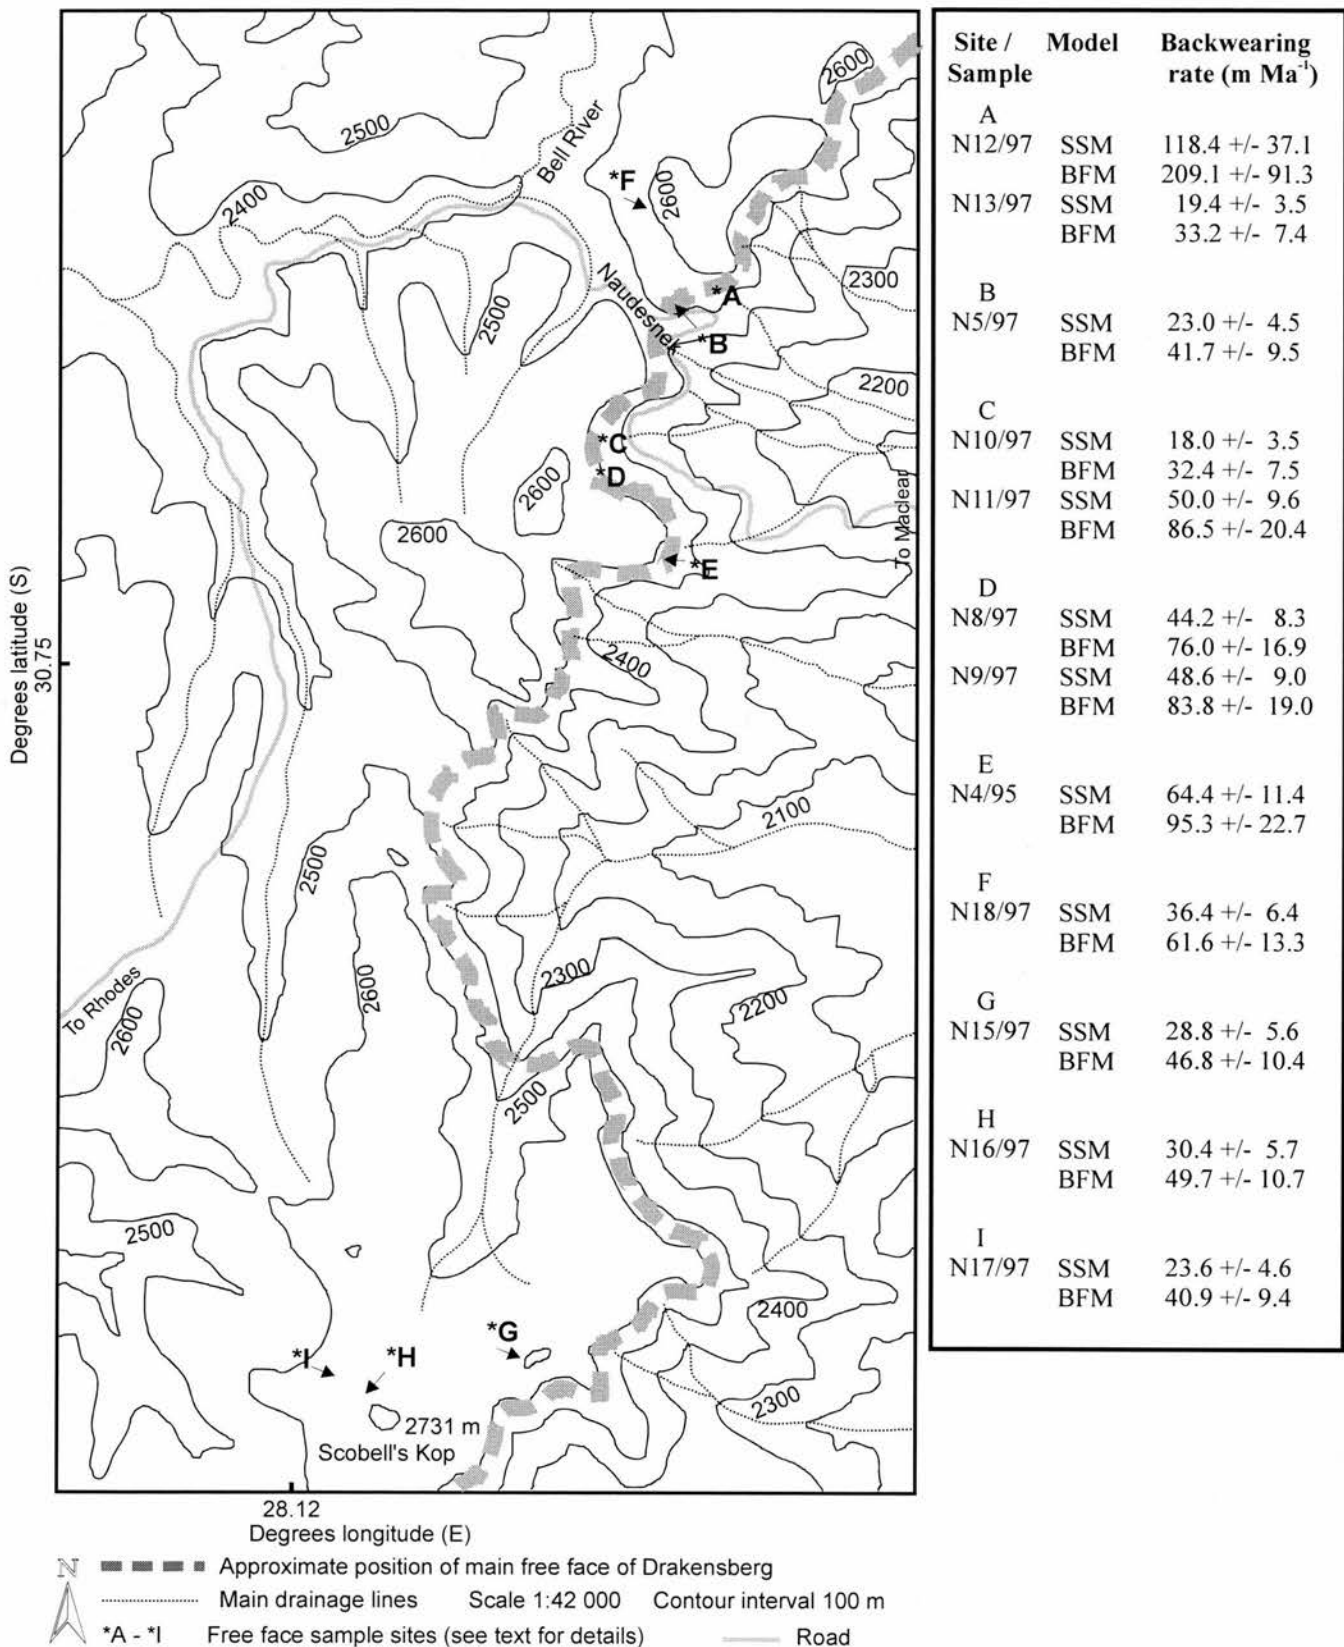 2600
2500
Bell River
*F
2600
2400
2300
*A
Naudesnek
2500
*B
2200
*C
*D
2600
2600
To Maclear
*E
2400
Degrees latitude (S)
30.75
2100
2500
2300
2600
2200
To Rhodes
2600
2500
2500
2400
*G
*I
*H
2300
2731 m
Scobell's Kop
28.12
Degrees longitude (E)
N
Approximate position of main free face of Drakensberg
Main drainage lines Scale 1:42 000 Contour interval 100 m
*A - *I Free face sample sites (see text for details) Road
Site / Model Backwearing
Sample rate (m Ma⁻¹)
A
N12/97 SSM 118.4 +/- 37.1
BFM 209.1 +/- 91.3
N13/97 SSM 19.4 +/- 3.5
BFM 33.2 +/- 7.4
B
N5/97 SSM 23.0 +/- 4.5
BFM 41.7 +/- 9.5
C
N10/97 SSM 18.0 +/- 3.5
BFM 32.4 +/- 7.5
N11/97 SSM 50.0 +/- 9.6
BFM 86.5 +/- 20.4
D
N8/97 SSM 44.2 +/- 8.3
BFM 76.0 +/- 16.9
N9/97 SSM 48.6 +/- 9.0
BFM 83.8 +/- 19.0
E
N4/95 SSM 64.4 +/- 11.4
BFM 95.3 +/- 22.7
F
N18/97 SSM 36.4 +/- 6.4
BFM 61.6 +/- 13.3
G
N15/97 SSM 28.8 +/- 5.6
BFM 46.8 +/- 10.4
H
N16/97 SSM 30.4 +/- 5.7
BFM 49.7 +/- 10.7
I
N17/97 SSM 23.6 +/- 4.6
BFM 40.9 +/- 9.4